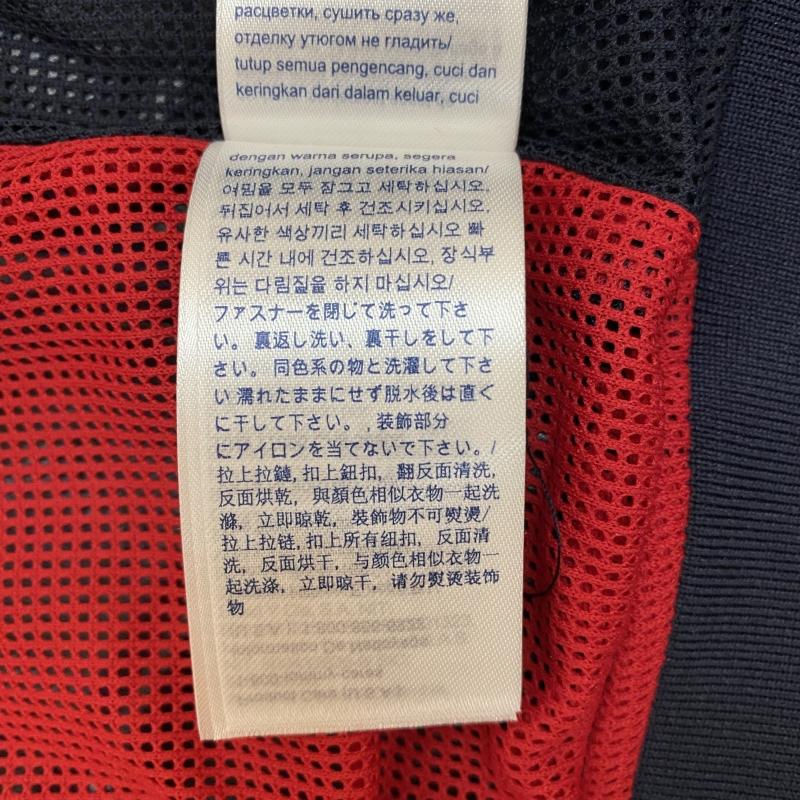 расцветки, сушить сразу же,
отделку утюгом не гладить/
tutup semua pengencang, cuci dan
keringkan dari dalam keluar, cuci
dengan warna serupa, segera
keringkan, jangan seterika hiasan/
여밈을 모두 잠그고 세탁하십시오.
뒤집어서 세탁 후 건조시키십시오.
유사한 색상끼리 세탁하십시오 빠
른 시간 내에 건조하십시오, 장식부
위는 다림질을 하지 마십시오/
ファスナーを閉じて洗って下さ
い。裏返し洗い、裏干しをして下
さい。同色系の物と洗濯して下さ
い 濡れたままにせず脱水後は直ぐ
に干して下さい。 , 装飾部分
にアイロンを当てないで下さい。/
拉上拉鏈, 扣上鈕扣, 翻反面清洗,
反面烘乾, 與顏色相似衣物一起洗
滌, 立即晾乾, 裝飾物不可熨燙/
拉上拉链, 扣上所有纽扣, 反面清
洗, 反面烘干, 与颜色相似衣物一
起洗涤, 立即晾干, 请勿熨烫装饰
物